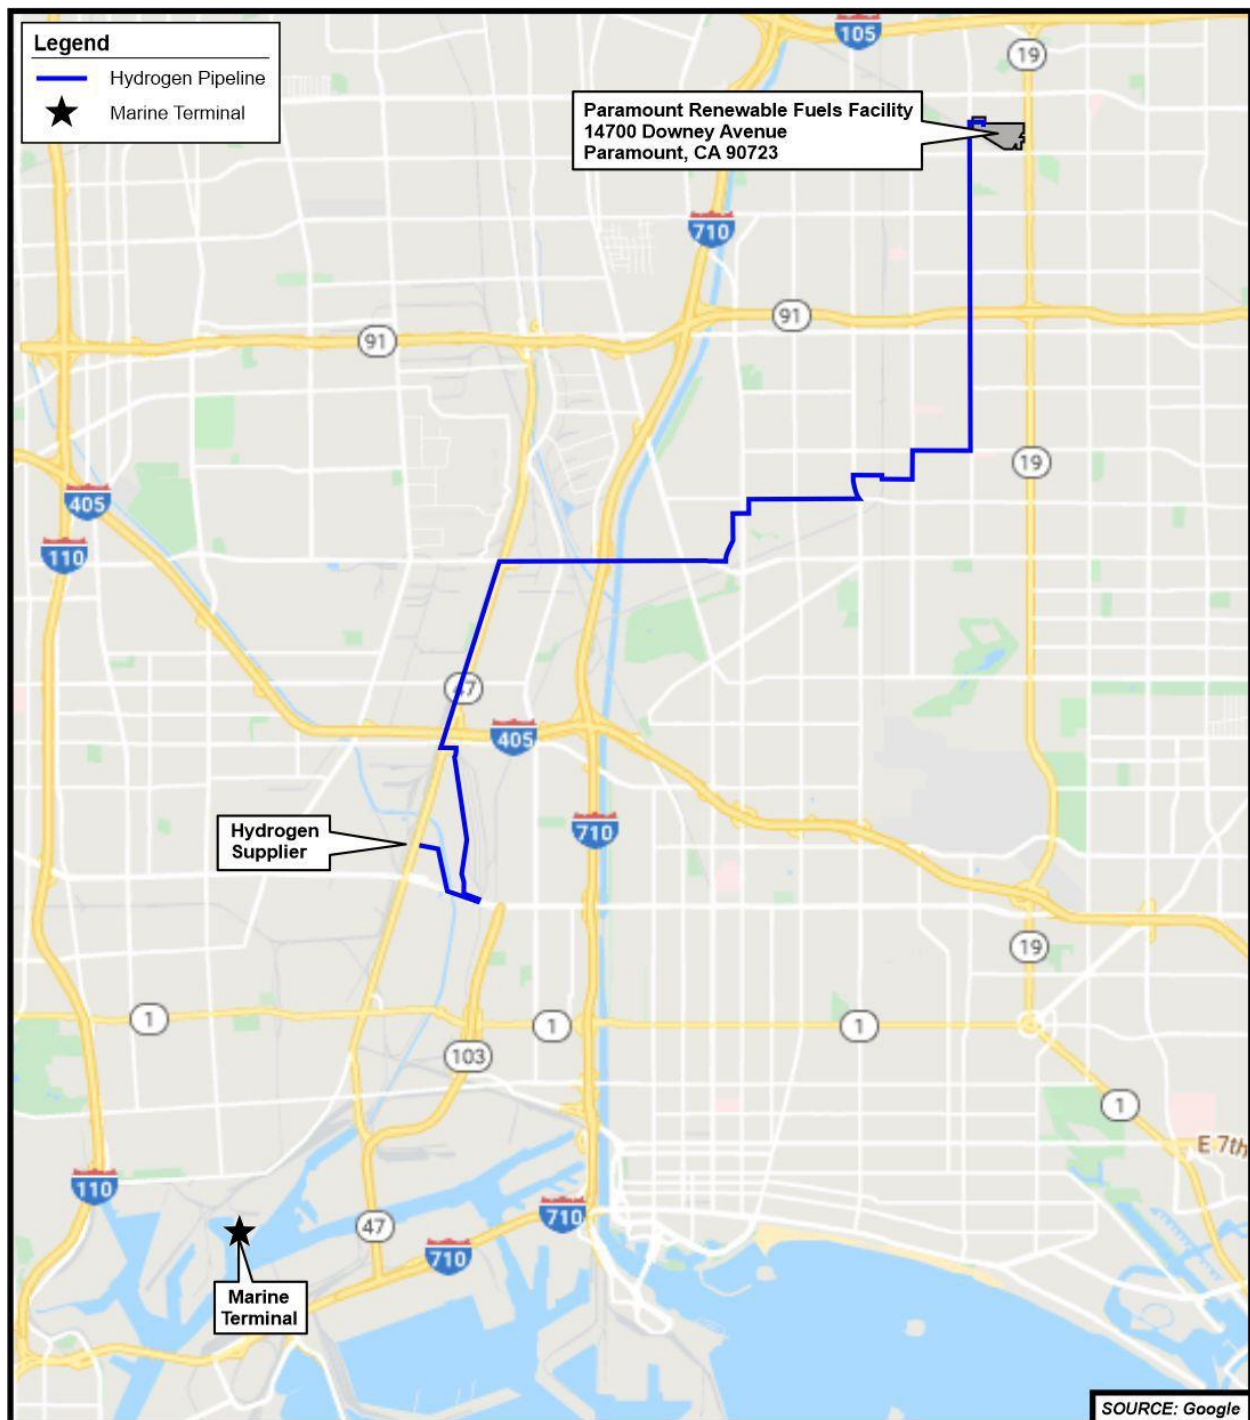 Legend
Hydrogen Pipeline
Marine Terminal
105
19
Paramount Renewable Fuels Facility
14700 Downey Avenue
Paramount, CA 90723
710
91
91
19
405
110
47
405
Hydrogen
Supplier
710
19
1
1
1
103
1
E 7th
110
47
710
710
Marine
Terminal
SOURCE: Google